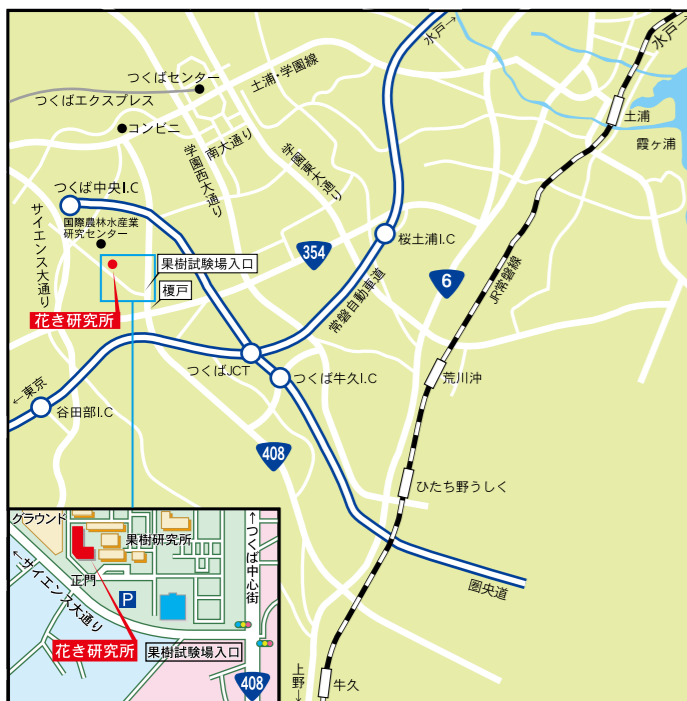 水戸→
水戸→
つくばセンター
土浦・学園線
つくばエクスプレス
コンビニ
土浦
霞ヶ浦
南大通り
学園西大通り
学園東大通り
つくば中央I.C
サイエンス大通り
国際農林水産業
研究センター
桜土浦I.C
354
果樹試験場入口
6
榎戸
JR常磐線
花き研究所
常磐自動車道
つくばJCT
つくば牛久I.C
荒川沖
←東京
谷田部I.C
408
ひたち野うしく
圏央道
上野→
牛久
グラウンド
果樹研究所
←つくば中心街
←サイエンス大通り
正門
P
花き研究所
果樹試験場入口
408